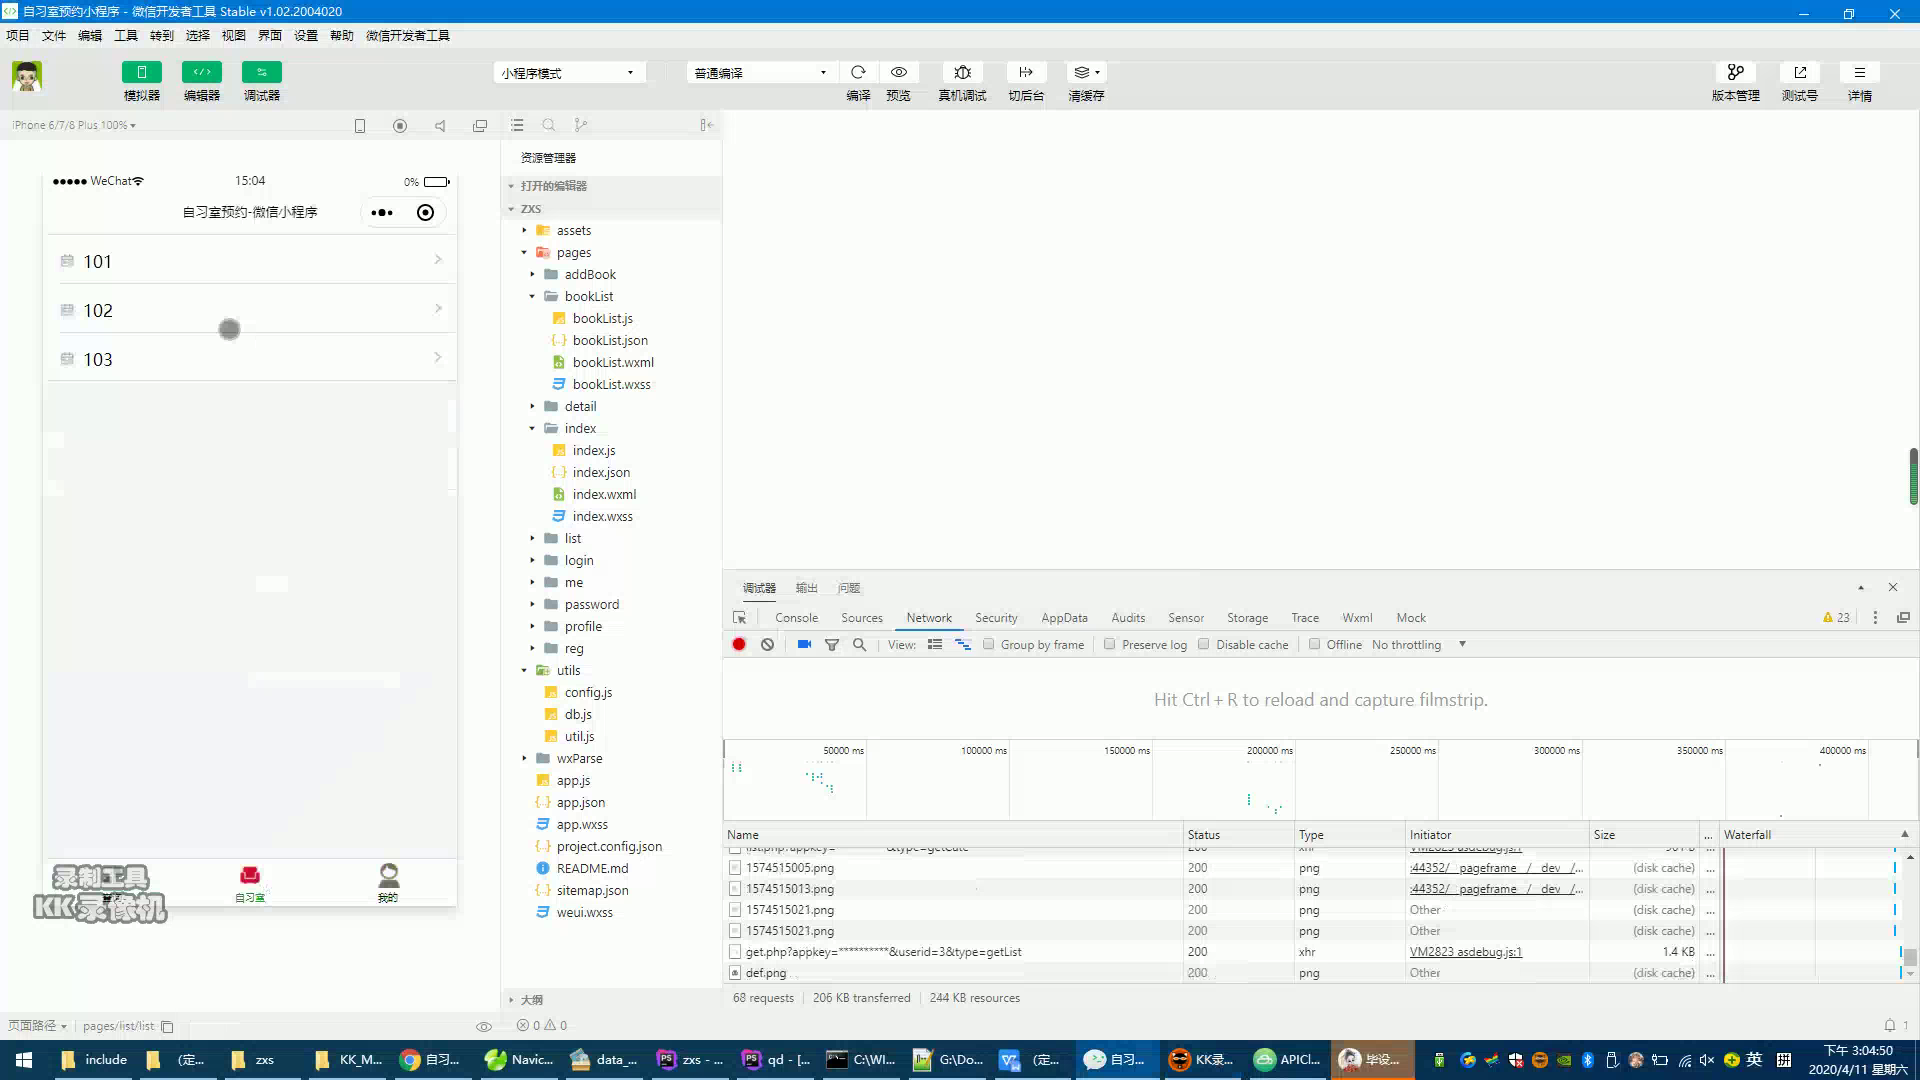 自习室预约小程序 - 微信开发者工具 Stable v1.02.2004020
项目 文件 编辑 工具 转到 选择 视图 界面 设置 帮助 微信开发者工具
模拟器 编辑器 调试器
小程序模式
普通编译
编译 预览 真机调试 切后台 清缓存
版本管理 测试号 详情
iPhone 6/7/8 Plus 100%
WeChat 15:04 0%
自习室预约-微信小程序
101
102
103
自习室
我的
录制工具
KK录像机
资源管理器
打开的编辑器
ZXS
assets
pages
addBook
bookList
bookList.js
bookList.json
bookList.wxml
bookList.wxss
detail
index
index.js
index.json
index.wxml
index.wxss
list
login
me
password
profile
reg
utils
config.js
db.js
util.js
wxParse
app.js
app.json
app.wxss
project.config.json
README.md
sitemap.json
weui.wxss
大纲
调试器 输出 问题
Console Sources Network Security AppData Audits Sensor Storage Trace Wxml Mock 23
View: Group by frame Preserve log Disable cache Offline No throttling
Hit Ctrl + R to reload and capture filmstrip.
50000 ms 100000 ms 150000 ms 200000 ms 250000 ms 300000 ms 350000 ms 400000 ms
Name Status Type Initiator Size ... Waterfall
1574515005.png 200 png :44352/__pageframe__/__dev__/... (disk cache) ...
1574515013.png 200 png :44352/__pageframe__/__dev__/... (disk cache) ...
1574515021.png 200 png Other (disk cache) ...
1574515021.png 200 png Other (disk cache) ...
get.php?appkey=**********&userid=3&type=getList 200 xhr VM2823 asdebug.js:1 1.4 KB ...
def.png 200 png Other (disk cache) ...
68 requests 206 KB transferred 244 KB resources
页面路径 pages/list/list 0 0 1
include (定... zxs KK_M... 自习... Navic... data_... zxs - ... qd - [... C:\WI... G:\Do... (定... 自习... KK录... APICl... 毕设... 英 拼 下午 3:04:50
2020/4/11 星期六